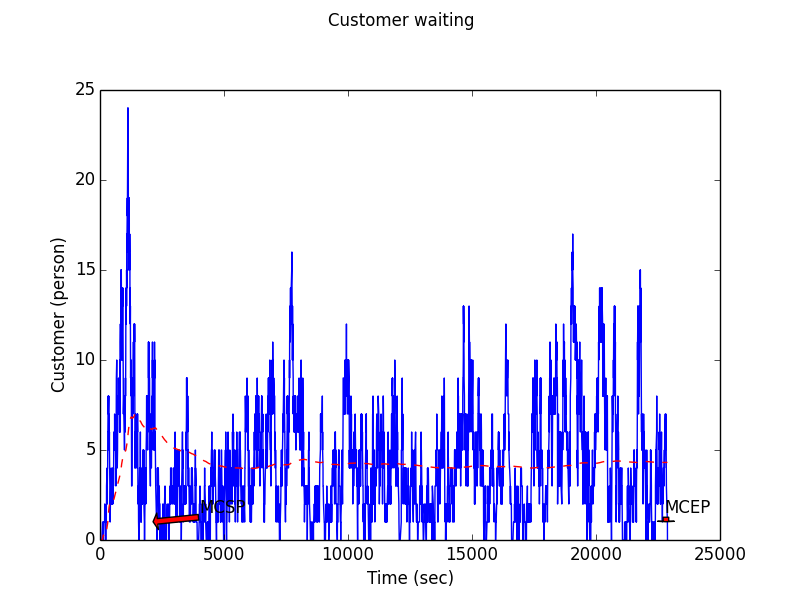 Customer waiting
25
20
15
10
5
0
Customer (person)
MCSP
MCEP
0 5000 10000 15000 20000 25000
Time (sec)